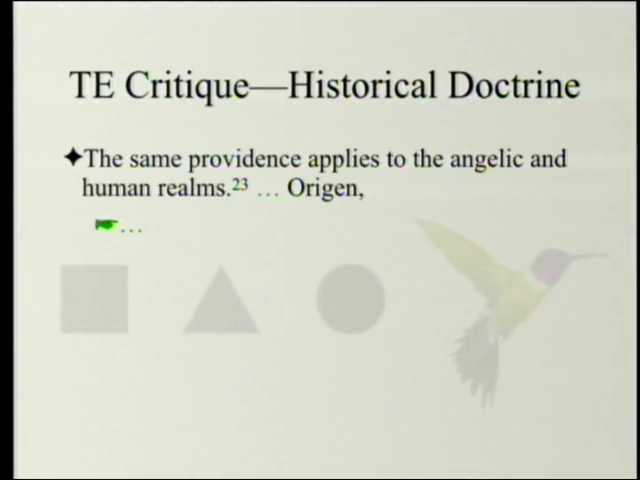 TE Critique—Historical Doctrine
✦The same providence applies to the angelic and
human realms.²³ … Origen,
☛…